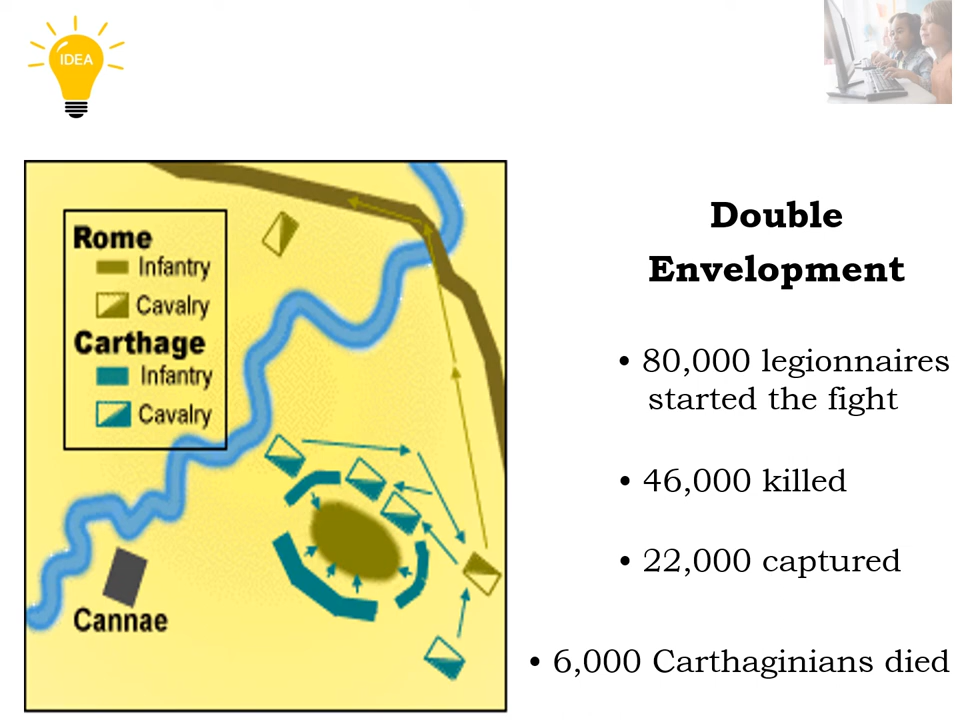 IDEA
Rome
Infantry
Cavalry
Carthage
Infantry
Cavalry
Cannae
Double
Envelopment
• 80,000 legionnaires
started the fight
• 46,000 killed
• 22,000 captured
• 6,000 Carthaginians died